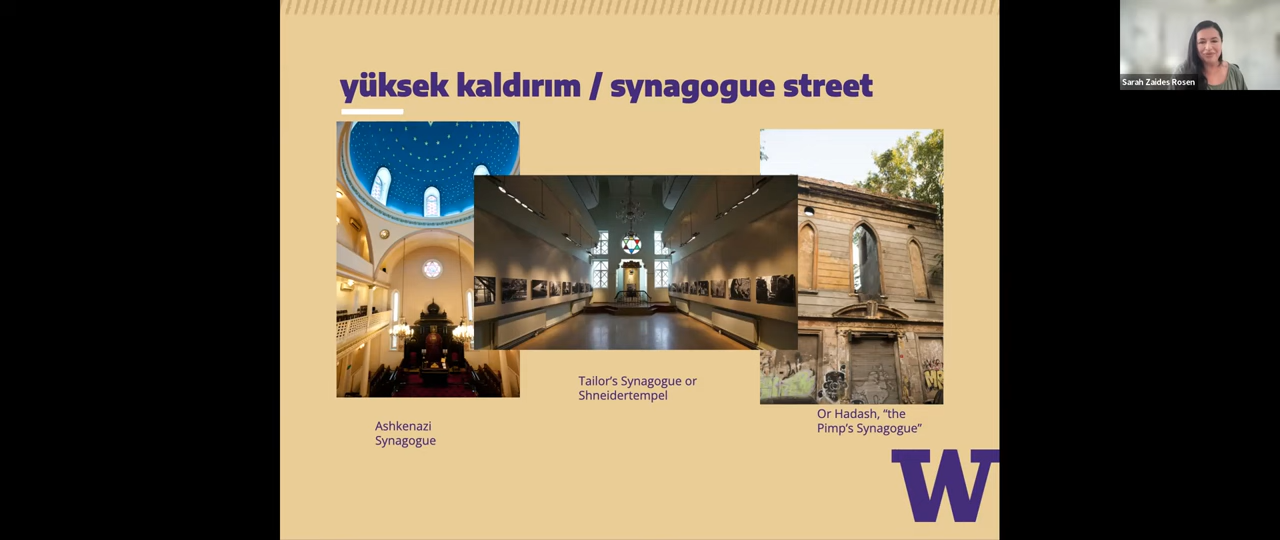 yüksek kaldırım / synagogue street
Sarah Zaides Rosen
Tailor's Synagogue or
Shneidertempel
Or Hadash, “the
Pimp's Synagogue”
Ashkenazi
Synagogue
W